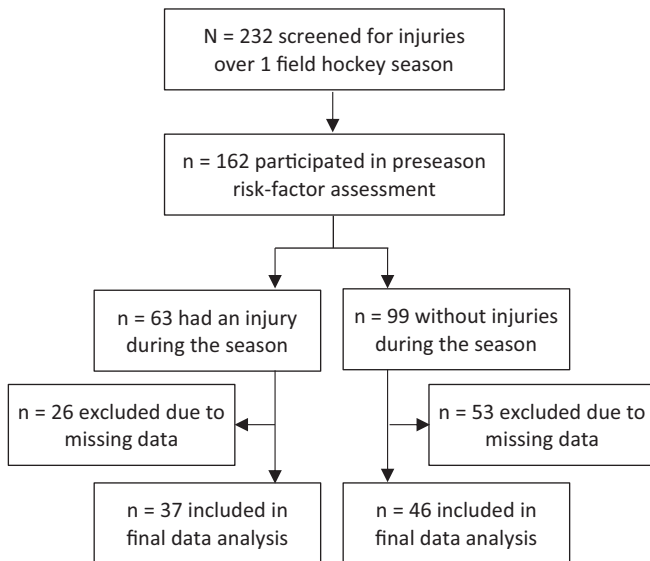 N = 232 screened for injuries
over 1 field hockey season
n = 162 participated in preseason
risk-factor assessment
n = 63 had an injury
during the season
n = 99 without injuries
during the season
n = 26 excluded due to
missing data
n = 53 excluded due to
missing data
n = 37 included in
final data analysis
n = 46 included in
final data analysis